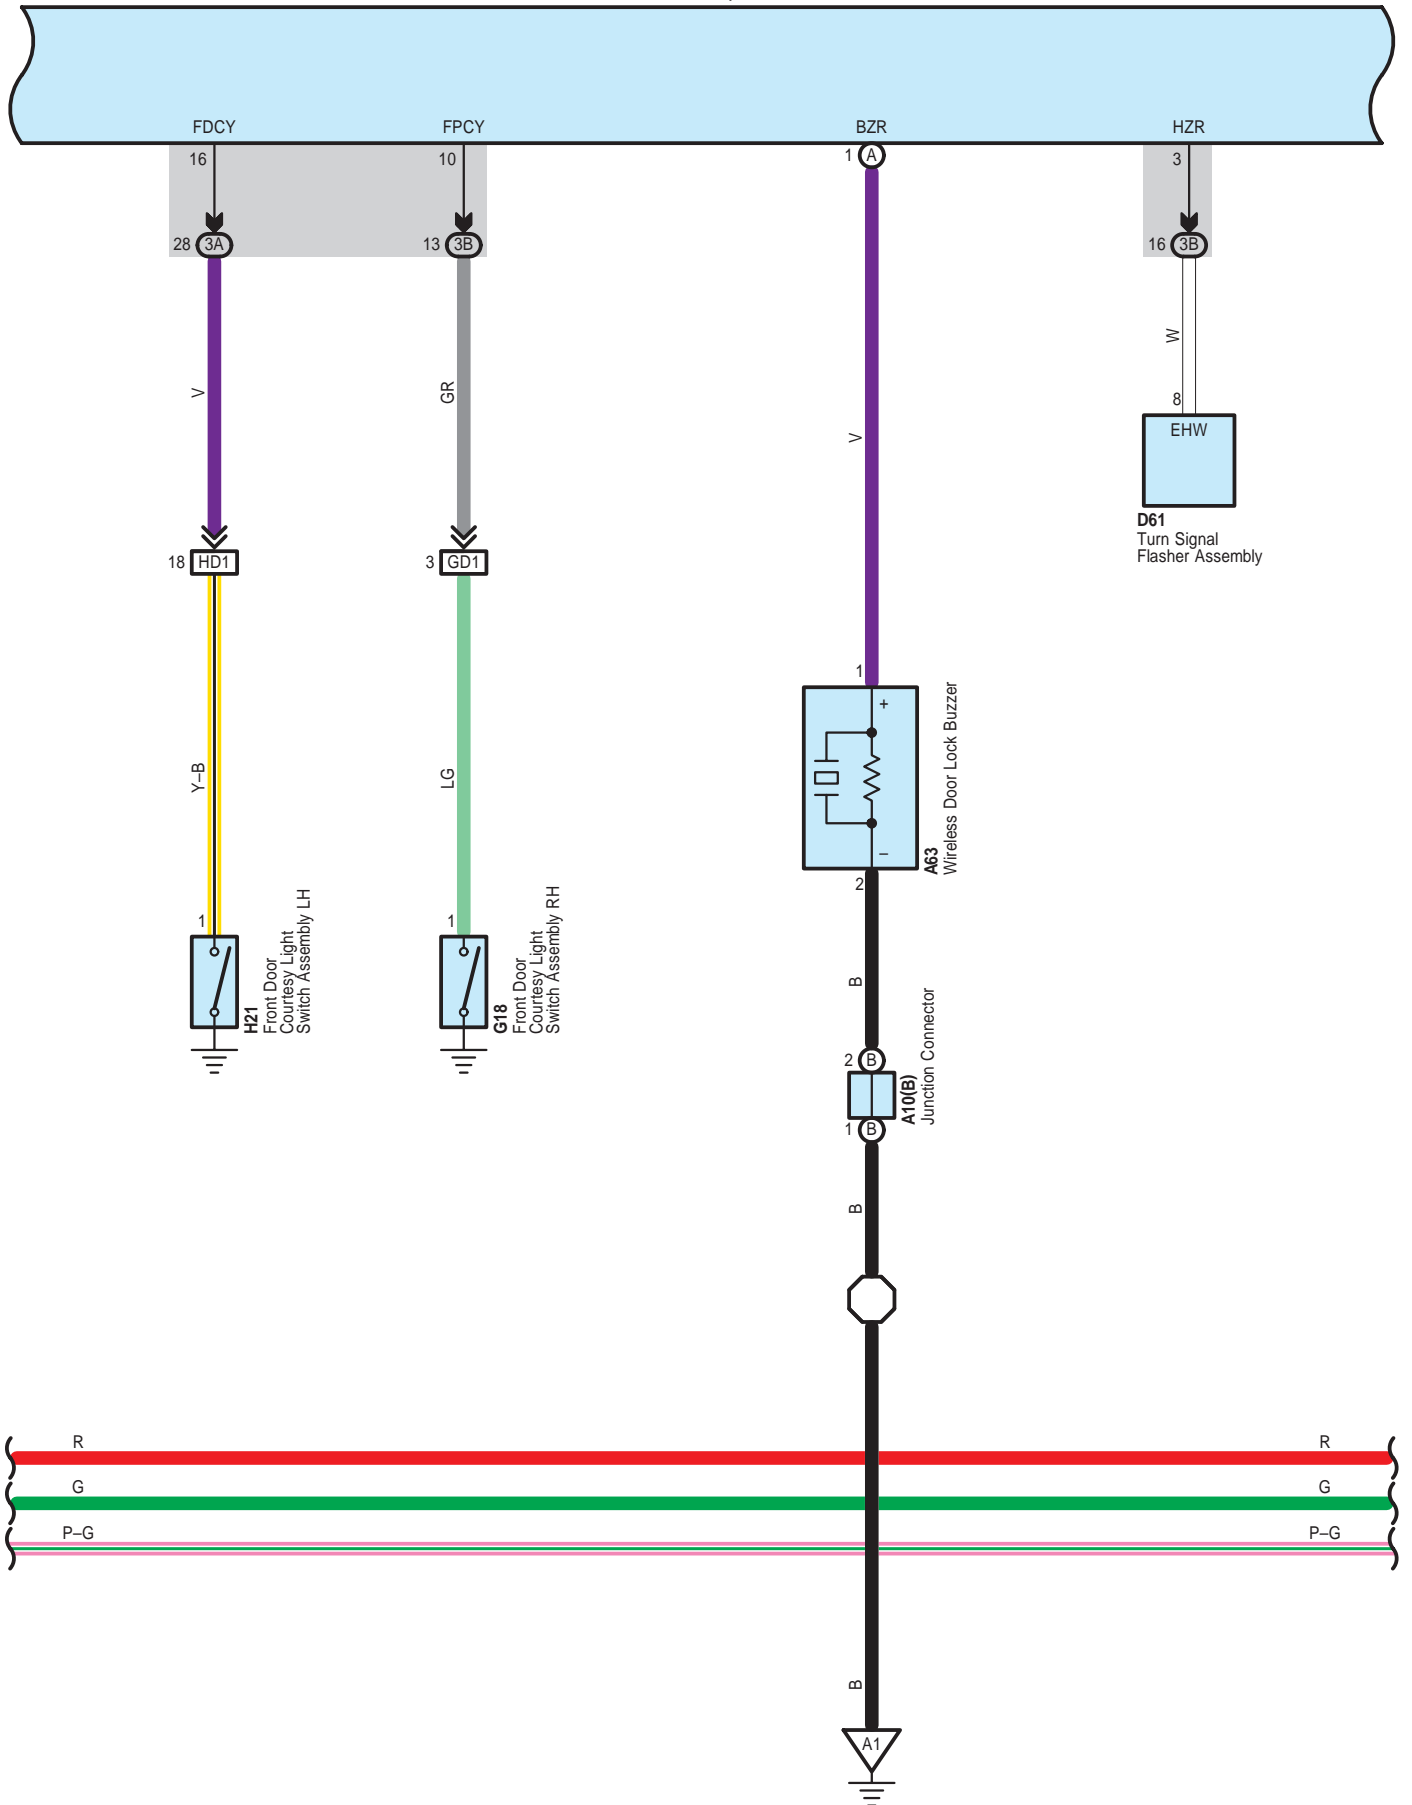 FDCY
FPCY
BZR
HZR
16
10
1
A
3
28
3A
13
3B
16
3B
V
GR
V
W
8
EHW
D61
Turn Signal
Flasher Assembly
18
HD1
3
GD1
1
+
–
A63
Wireless Door Lock Buzzer
2
Y–B
LG
1
H21
Front Door
Courtesy Light
Switch Assembly LH
1
G18
Front Door
Courtesy Light
Switch Assembly RH
B
2
B
A10(B)
Junction Connector
1
B
B
R
R
G
G
P–G
P–G
B
A1